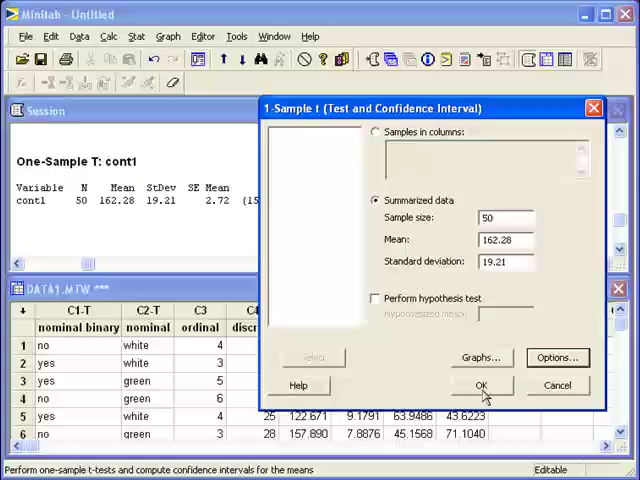 Minitab - Untitled
File Edit Data Calc Stat Graph Editor Tools Window Help
Session
One-Sample T: cont1
Variable N Mean StDev SE Mean
cont1 50 162.28 19.21 2.72 (15
1-Sample t (Test and Confidence Interval)
Samples in columns:
Summarized data
Sample size: 50
Mean: 162.28
Standard deviation: 19.21
Perform hypothesis test
Hypothesized mean:
Select
Graphs... Options...
Help OK Cancel
DATA1.MTW ***
C1-T C2-T C3 C4
nominal binary nominal ordinal disc
1 no white 4
2 yes white 3
3 yes green 5
4 no green 6
5 yes white 4 25 122.671 9.1791 63.9486 43.6223
6 no green 3 28 157.890 7.8876 45.1568 71.1040
Perform one-sample t-tests and compute confidence intervals for the means Editable